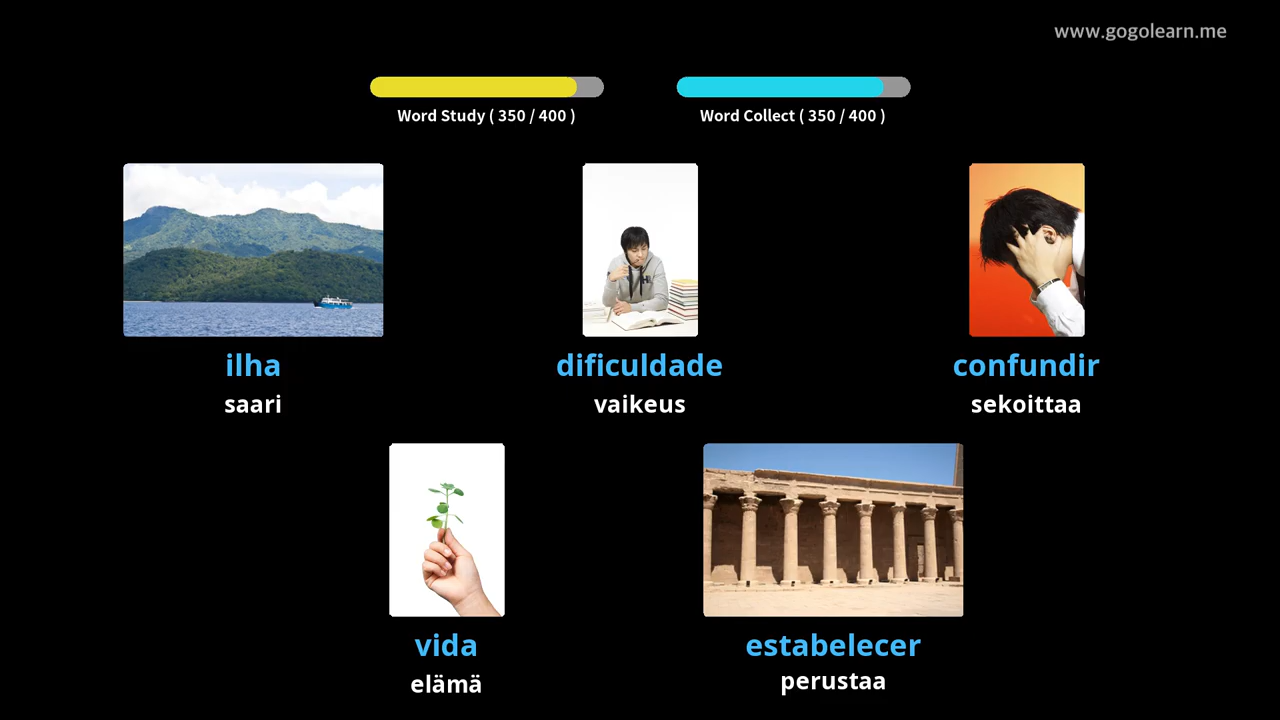 www.gogolearn.me
Word Study ( 350 / 400 )
Word Collect ( 350 / 400 )
ilha
saari
dificuldade
vaikeus
confundir
sekoittaa
vida
elämä
estabelecer
perustaa